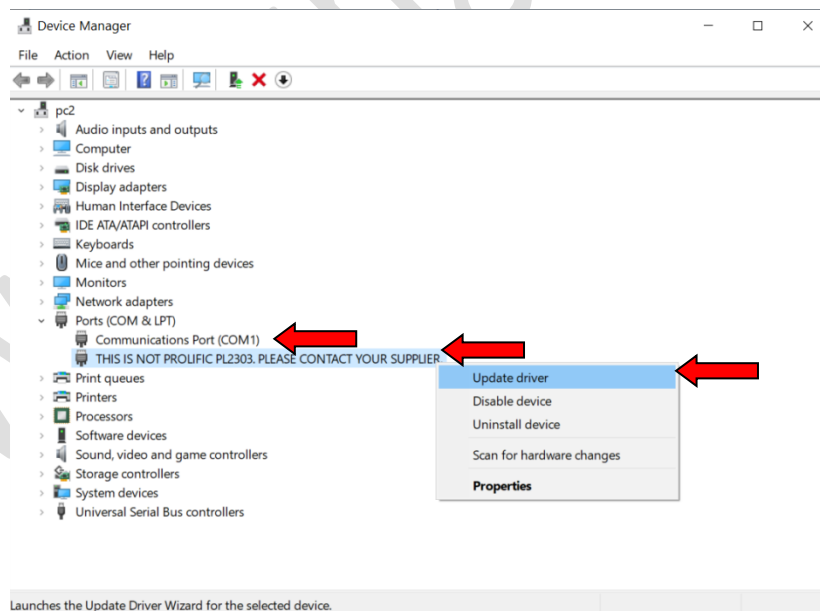 Device Manager
File Action View Help
pc2
Audio inputs and outputs
Computer
Disk drives
Display adapters
Human Interface Devices
IDE ATA/ATAPI controllers
Keyboards
Mice and other pointing devices
Monitors
Network adapters
Ports (COM & LPT)
Communications Port (COM1)
THIS IS NOT PROLIFIC PL2303. PLEASE CONTACT YOUR SUPPLIER
Print queues
Printers
Processors
Software devices
Sound, video and game controllers
Storage controllers
System devices
Universal Serial Bus controllers
Update driver
Disable device
Uninstall device
Scan for hardware changes
Properties
Launches the Update Driver Wizard for the selected device.